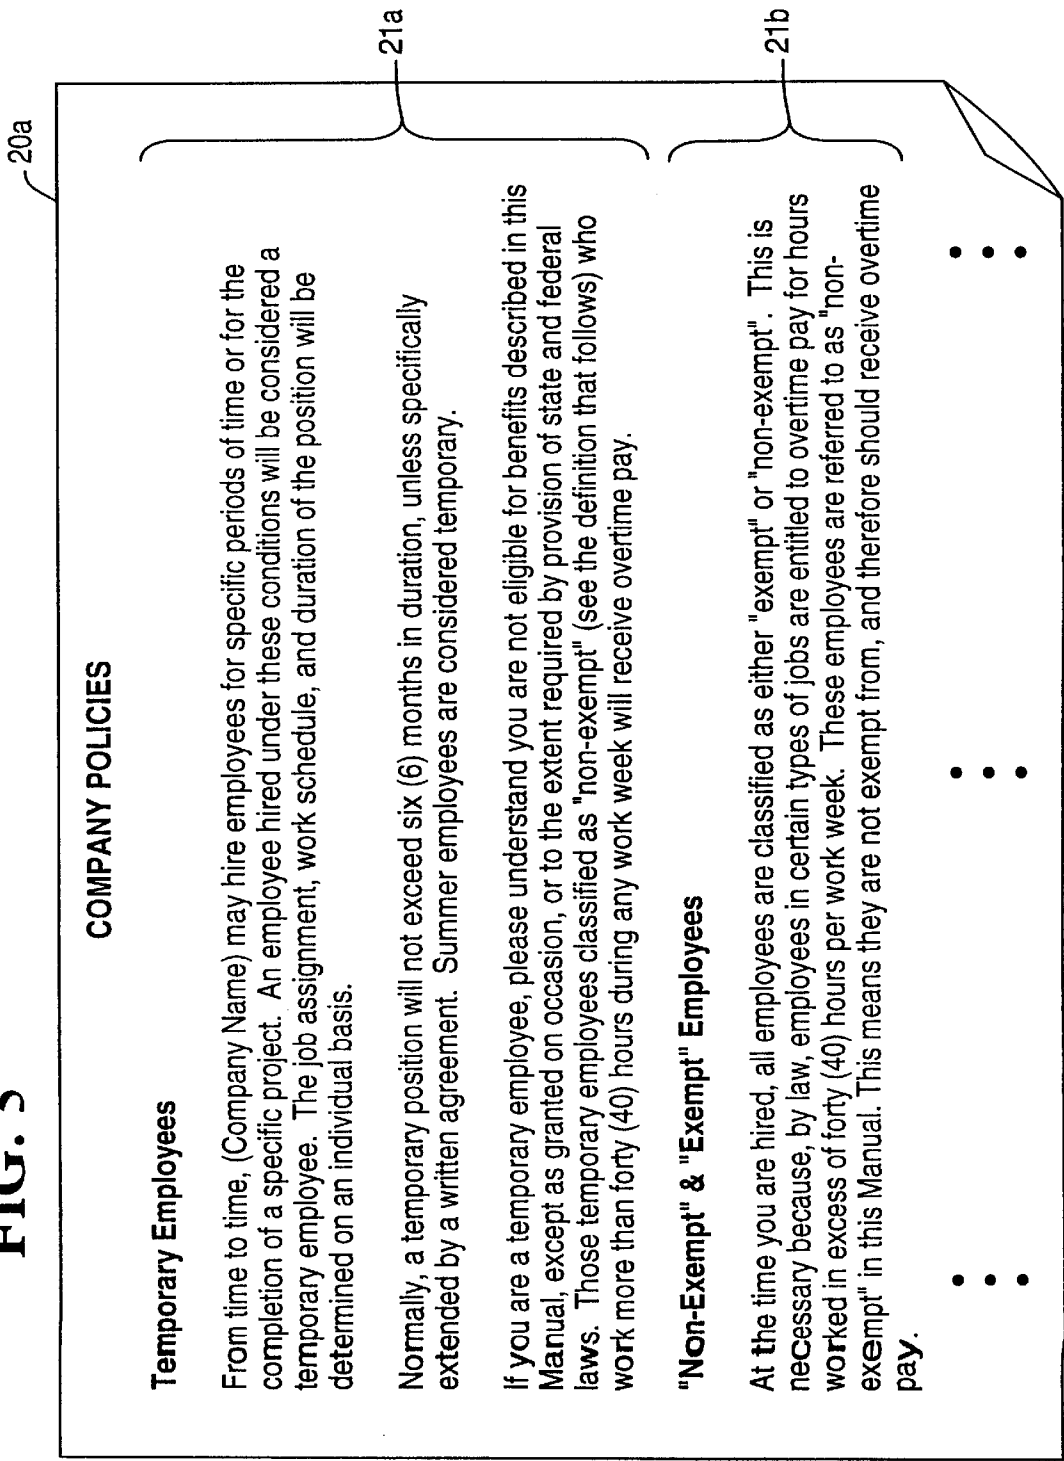 FIG. 3
20a
COMPANY POLICIES
Temporary Employees
From time to time, (Company Name) may hire employees for specific periods of time or for the
completion of a specific project. An employee hired under these conditions will be considered a
temporary employee. The job assignment, work schedule, and duration of the position will be
determined on an individual basis.
Normally, a temporary position will not exceed six (6) months in duration, unless specifically
extended by a written agreement. Summer employees are considered temporary.
If you are a temporary employee, please understand you are not eligible for benefits described in this
Manual, except as granted on occasion, or to the extent required by provision of state and federal
laws. Those temporary employees classified as "non-exempt" (see the definition that follows) who
work more than forty (40) hours during any work week will receive overtime pay.
21a
"Non-Exempt" & "Exempt" Employees
At the time you are hired, all employees are classified as either "exempt" or "non-exempt". This is
necessary because, by law, employees in certain types of jobs are entitled to overtime pay for hours
worked in excess of forty (40) hours per work week. These employees are referred to as "non-
exempt" in this Manual. This means they are not exempt from, and therefore should receive overtime
pay.
21b